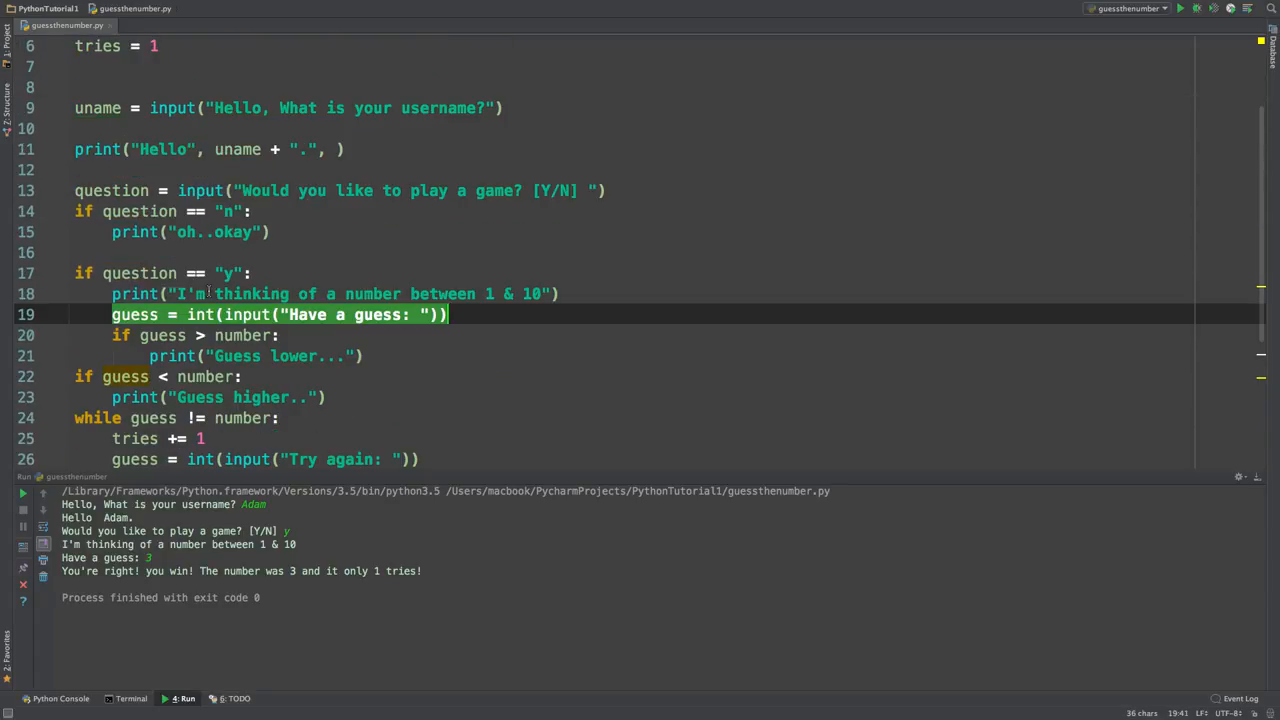 PythonTutorial1 guessthenumber.py guessthenumber
guessthenumber.py
1: Project
Z: Structure
2: Favorites
Database
6 tries = 1
7
8
9 uname = input("Hello, What is your username?")
10
11 print("Hello", uname + ".", )
12
13 question = input("Would you like to play a game? [Y/N] ")
14 if question == "n":
15 print("oh..okay")
16
17 if question == "y":
18 print("I'm thinking of a number between 1 & 10")
19 guess = int(input("Have a guess: "))
20 if guess > number:
21 print("Guess lower...")
22 if guess < number:
23 print("Guess higher..")
24 while guess != number:
25 tries += 1
26 guess = int(input("Try again: "))
Run guessthenumber
/Library/Frameworks/Python.framework/Versions/3.5/bin/python3.5 /Users/macbook/PycharmProjects/PythonTutorial1/guessthenumber.py
Hello, What is your username? Adam
Hello  Adam.
Would you like to play a game? [Y/N] y
I'm thinking of a number between 1 & 10
Have a guess: 3
You're right! you win! The number was 3 and it only 1 tries!
Process finished with exit code 0
Python Console Terminal 4: Run 6: TODO Event Log
36 chars 19:41 LF÷ UTF-8÷